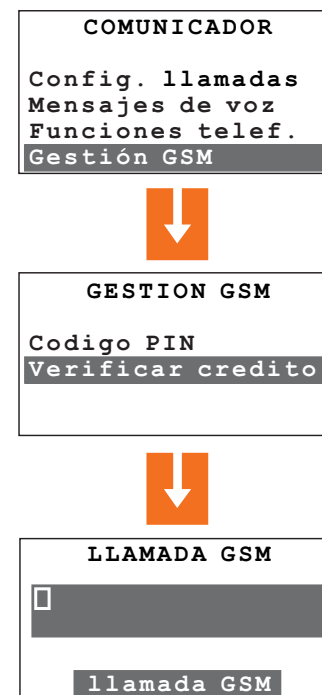 COMUNICADOR
Config. llamadas
Mensajes de voz
Funciones telef.
Gestión GSM
GESTION GSM
Codigo PIN
Verificar credito
LLAMADA GSM
llamada GSM